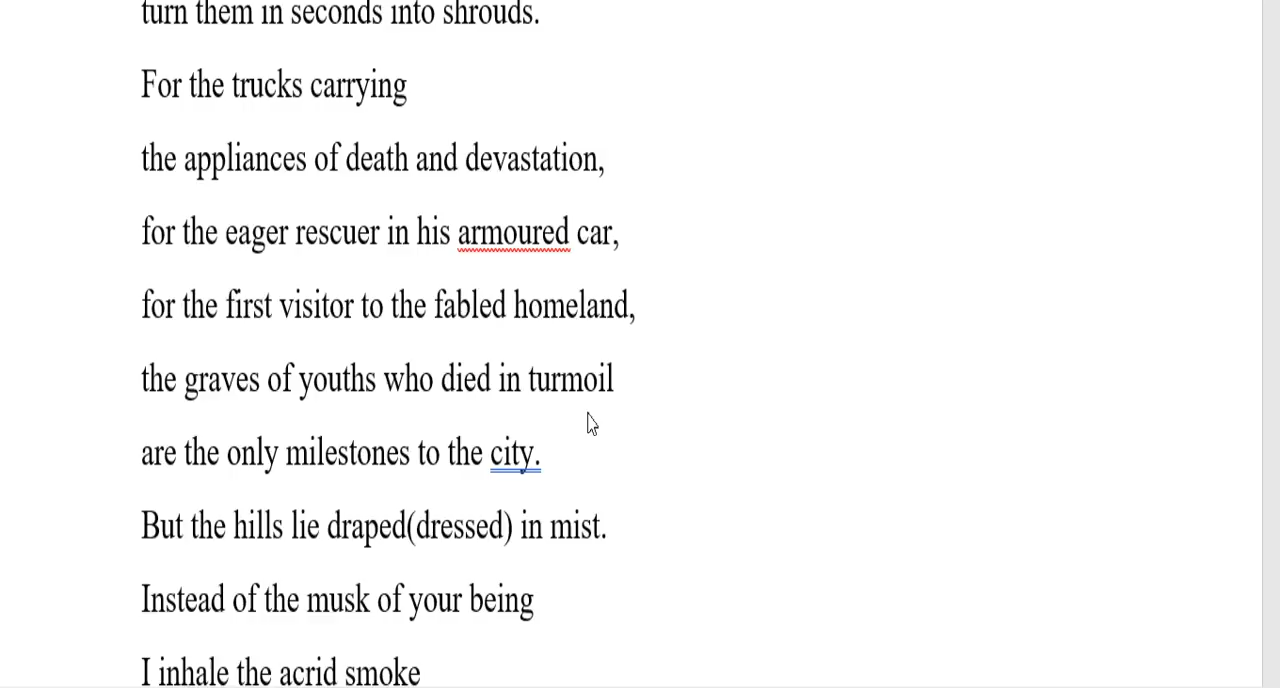 turn them in seconds into shrouds.
For the trucks carrying
the appliances of death and devastation,
for the eager rescuer in his armoured car,
for the first visitor to the fabled homeland,
the graves of youths who died in turmoil
are the only milestones to the city.
But the hills lie draped(dressed) in mist.
Instead of the musk of your being
I inhale the acrid smoke